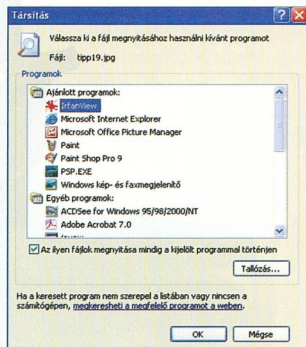 Társítás
Válassza ki a fájl megnyitásához használni kívánt programot
Fájl: tipp19.jpg
Programok
Ajánlott programok:
IrfanView
Microsoft Internet Explorer
Microsoft Office Picture Manager
Paint
Paint Shop Pro 9
PSP.EXE
Windows kép- és faxmegjelenítő
Egyéb programok:
ACDSee for Windows 95/98/2000/NT
Adobe Acrobat 7.0
Az ilyen fájlok megnyitása mindig a kijelölt programmal történjen
Tallózás...
Ha a keresett program nem szerepel a listában vagy nincsen a
számítógépen, megkeresheti a megfelelő programot a weben.
OK Mégse